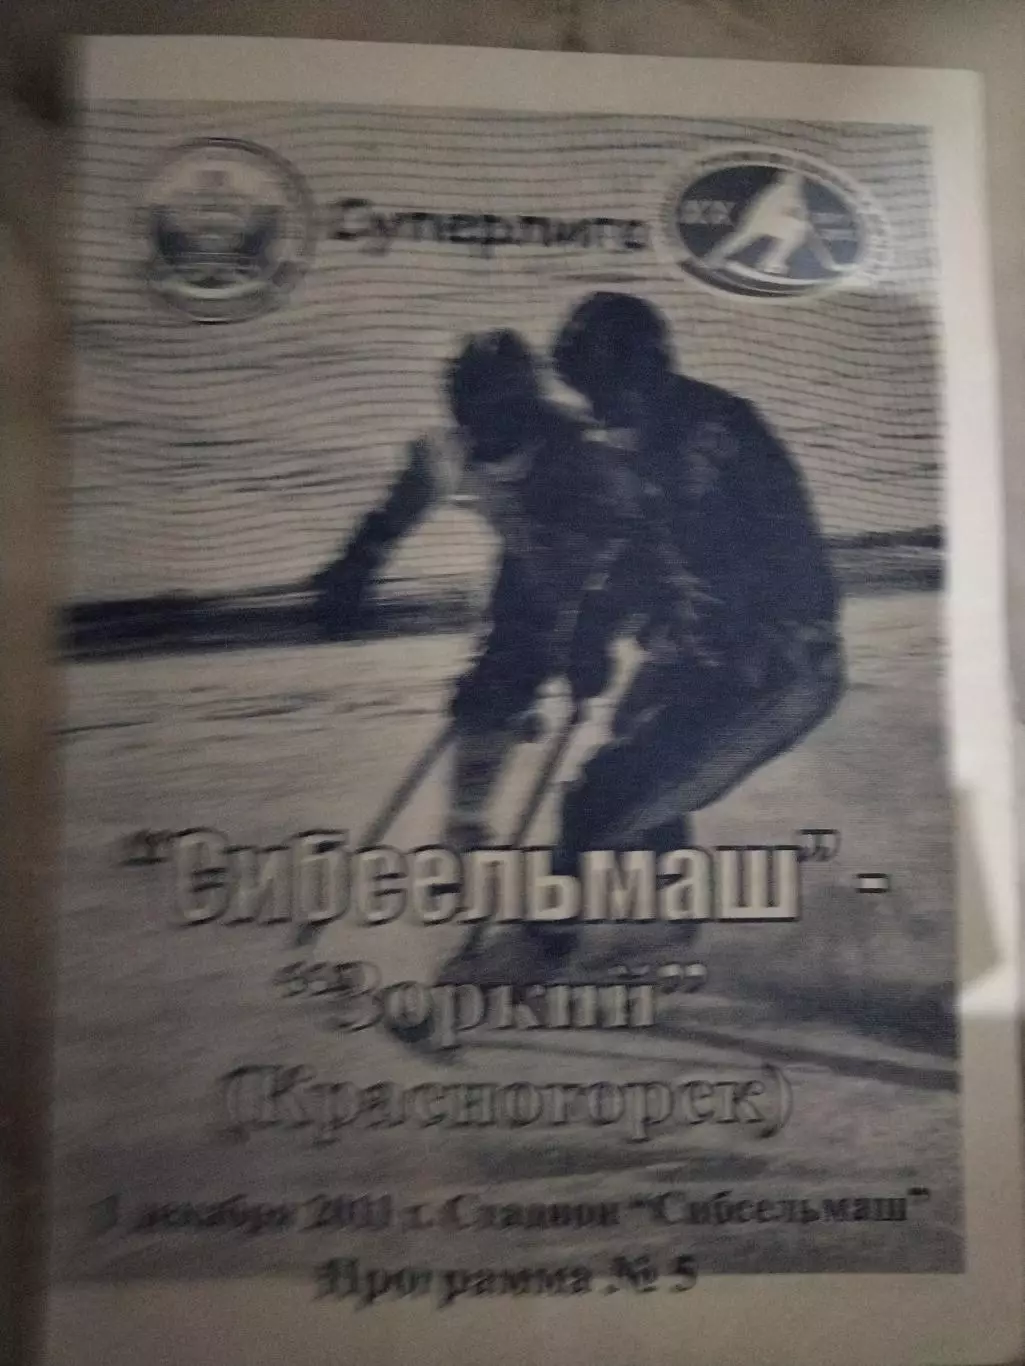 Суперлига
"Сибсельмаш" -
"Зоркий"
(Красногорск)
декабря 2011 г. Стадион "Сибсельмаш"
Программа № 5